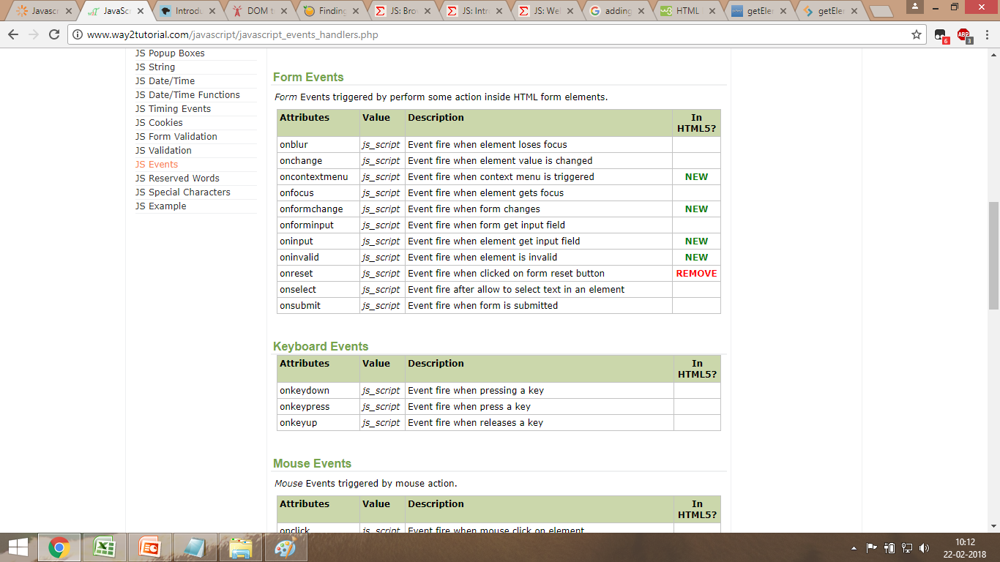 Javasc
JavaSc
Introdu
DOM t
Finding
JS: Bro
JS: Intr
JS: We
adding
HTML
getEler
getEler
www.way2tutorial.com/javascript/javascript_events_handlers.php
6
ABP
3
JS Popup Boxes
JS String
JS Date/Time
JS Date/Time Functions
JS Timing Events
JS Cookies
JS Form Validation
JS Validation
JS Events
JS Reserved Words
JS Special Characters
JS Example
Form Events
Form Events triggered by perform some action inside HTML form elements.
Attributes Value Description In HTML5?
onblur js_script Event fire when element loses focus
onchange js_script Event fire when element value is changed
oncontextmenu js_script Event fire when context menu is triggered NEW
onfocus js_script Event fire when element gets focus
onformchange js_script Event fire when form changes NEW
onforminput js_script Event fire when form get input field
oninput js_script Event fire when element get input field NEW
oninvalid js_script Event fire when element is invalid NEW
onreset js_script Event fire when clicked on form reset button REMOVE
onselect js_script Event fire after allow to select text in an element
onsubmit js_script Event fire when form is submitted
Keyboard Events
Attributes Value Description In HTML5?
onkeydown js_script Event fire when pressing a key
onkeypress js_script Event fire when press a key
onkeyup js_script Event fire when releases a key
Mouse Events
Mouse Events triggered by mouse action.
Attributes Value Description In HTML5?
onclick js_script Event fire when mouse click on element
10:12
22-02-2018